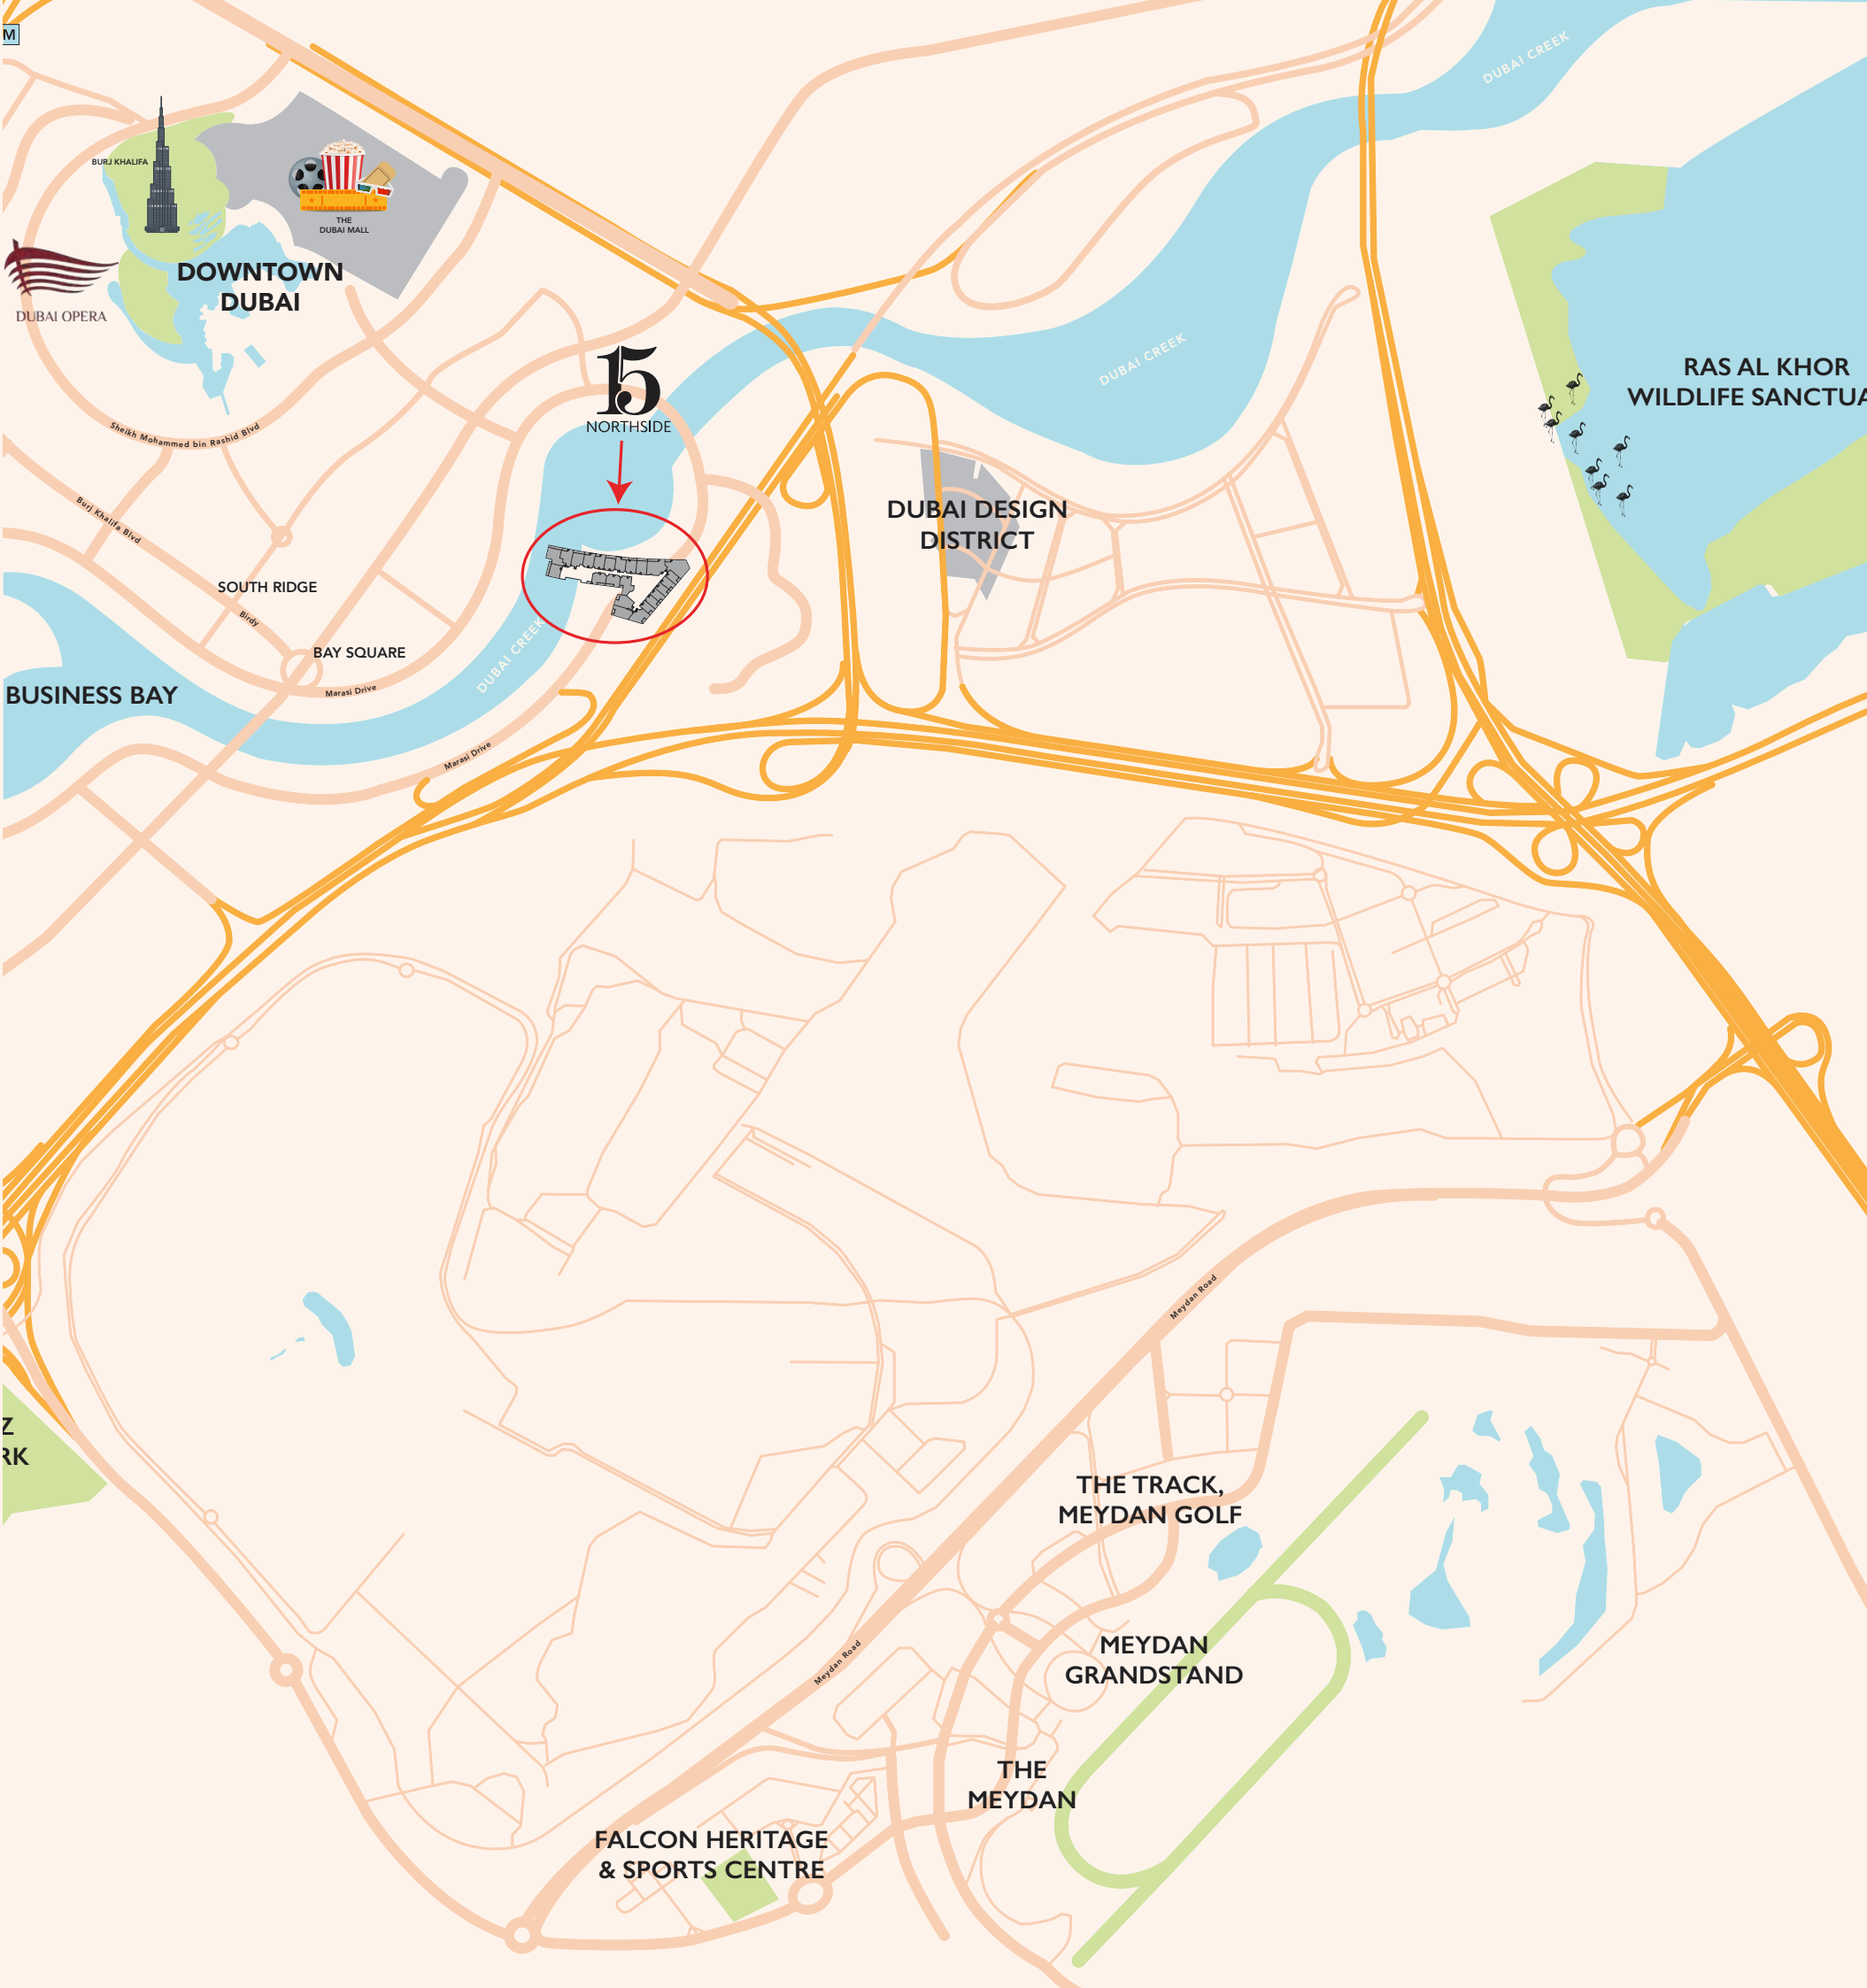 M
DUBAI CREEK
BURJ KHALIFA
THE
DUBAI MALL
DOWNTOWN
DUBAI
DUBAI OPERA
15
NORTHSIDE
DUBAI CREEK
RAS AL KHOR
WILDLIFE SANCTUA
Sheikh Mohammed bin Rashid Blvd
Burj Khalifa Blvd
DUBAI DESIGN
DISTRICT
SOUTH RIDGE
Birdy
BAY SQUARE
DUBAI CREEK
Marasi Drive
BUSINESS BAY
Marasi Drive
Meydan Road
Z
RK
THE TRACK,
MEYDAN GOLF
MEYDAN
GRANDSTAND
Meydan Road
THE
MEYDAN
FALCON HERITAGE
& SPORTS CENTRE